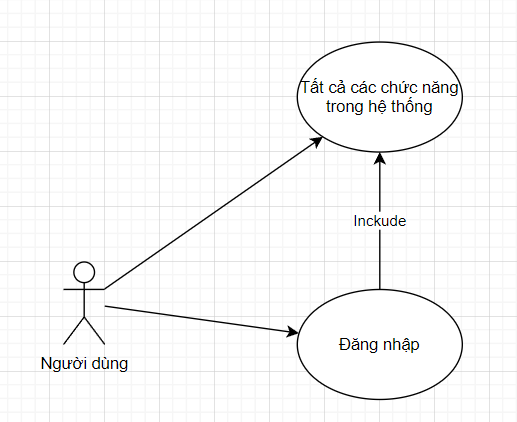 Tất cả các chức năng
trong hệ thống
Inckude
Đăng nhập
Người dùng